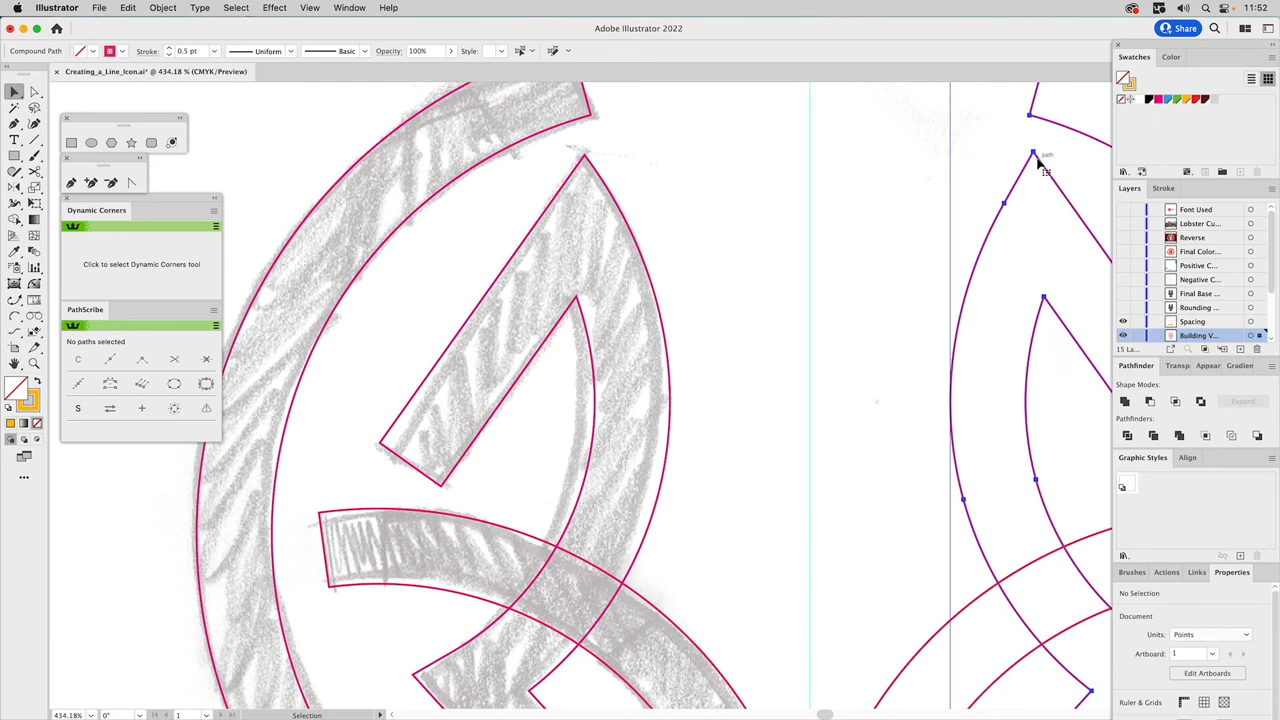 Illustrator File Edit Object Type Select Effect View Window Help 11:52
Adobe Illustrator 2022
Share
Compound Path Stroke: 0.5 pt Uniform Basic Opacity: 100% Style:
Creating_a_Line_Icon.ai* @ 434.18 % (CMYK/Preview)
Swatches Color
Dynamic Corners
Click to select Dynamic Corners tool
PathScribe
No paths selected
path
Layers Stroke
Font Used
Lobster Cu...
Reverse
Final Color...
Positive C...
Negative C...
Final Base ...
Rounding ...
Spacing
Building V...
15 La...
Pathfinder Transp Appear Gradien
Shape Modes:
Expand
Pathfinders:
Graphic Styles Align
Brushes Actions Links Properties
No Selection
Document
Units: Points
Artboard: 1
Edit Artboards
Ruler & Grids
434.18% 0° 1 Selection